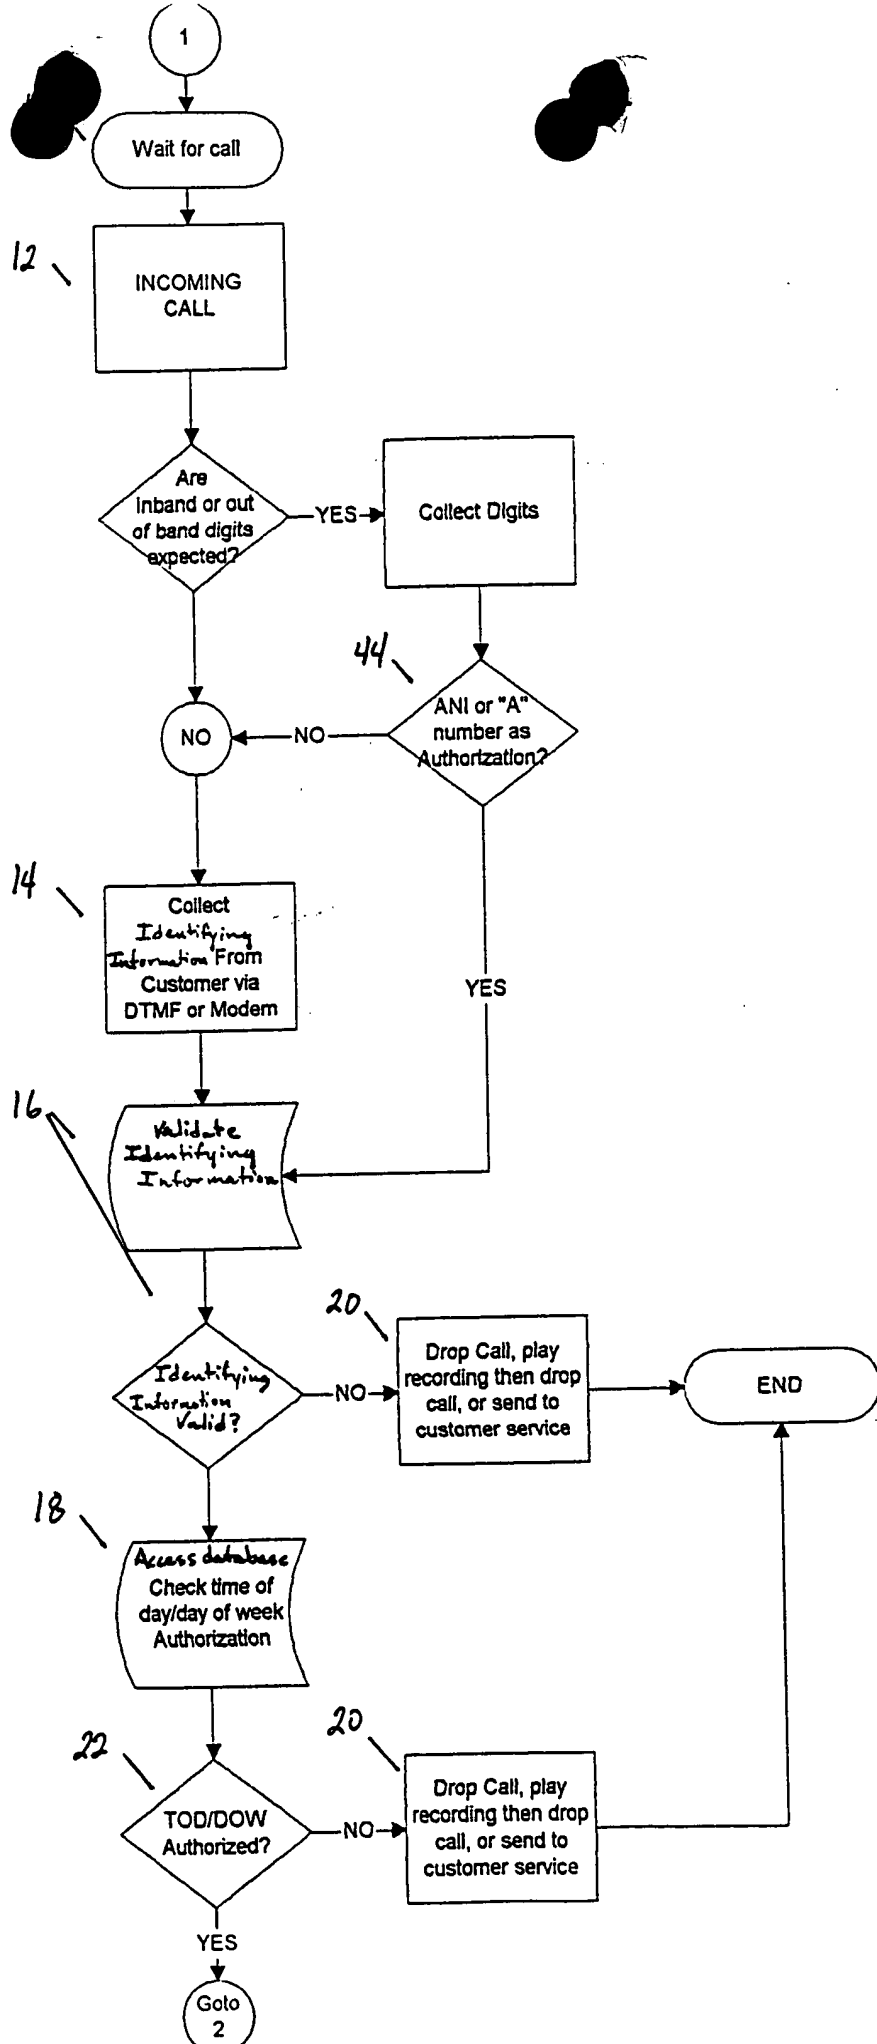 1
Wait for call
12
INCOMING
CALL
Are
inband or out
of band digits
expected?
YES
Collect Digits
44
ANI or "A"
number as
Authorization?
NO
NO
14
Collect
Identifying
Information From
Customer via
DTMF or Modem
YES
16
Validate
Identifying
Information
20
Identifying
Information
Valid?
NO
Drop Call, play
recording then drop
call, or send to
customer service
END
18
Access database
Check time of
day/day of week
Authorization
22
20
TOD/DOW
Authorized?
NO
Drop Call, play
recording then drop
call, or send to
customer service
YES
Goto
2